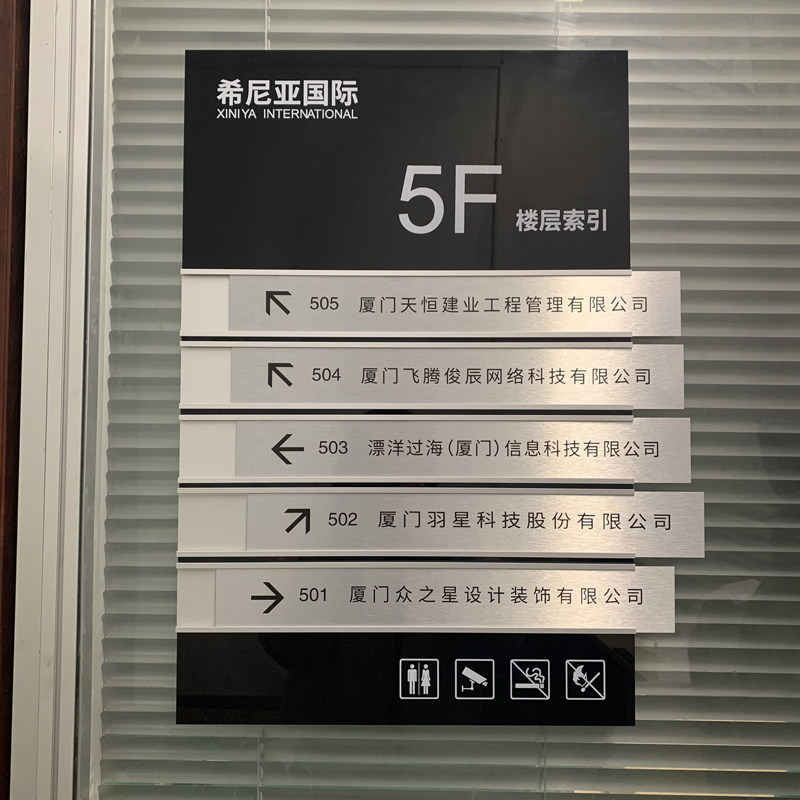 希尼亚国际
XINIYA INTERNATIONAL
5F 楼层索引
505 厦门天恒建业工程管理有限公司
504 厦门飞腾俊辰网络科技有限公司
503 漂洋过海(厦门)信息科技有限公司
502 厦门羽星科技股份有限公司
501 厦门众之星设计装饰有限公司